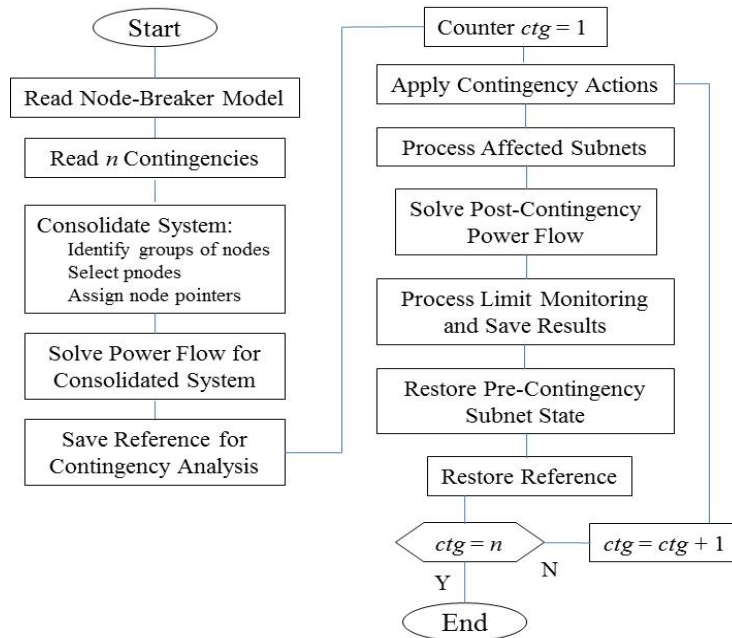 Start
Read Node-Breaker Model
Read n Contingencies
Consolidate System:
Identify groups of nodes
Select pnodes
Assign node pointers
Solve Power Flow for
Consolidated System
Save Reference for
Contingency Analysis
Counter ctg = 1
Apply Contingency Actions
Process Affected Subnets
Solve Post-Contingency
Power Flow
Process Limit Monitoring
and Save Results
Restore Pre-Contingency
Subnet State
Restore Reference
ctg = n
N
ctg = ctg + 1
Y
End